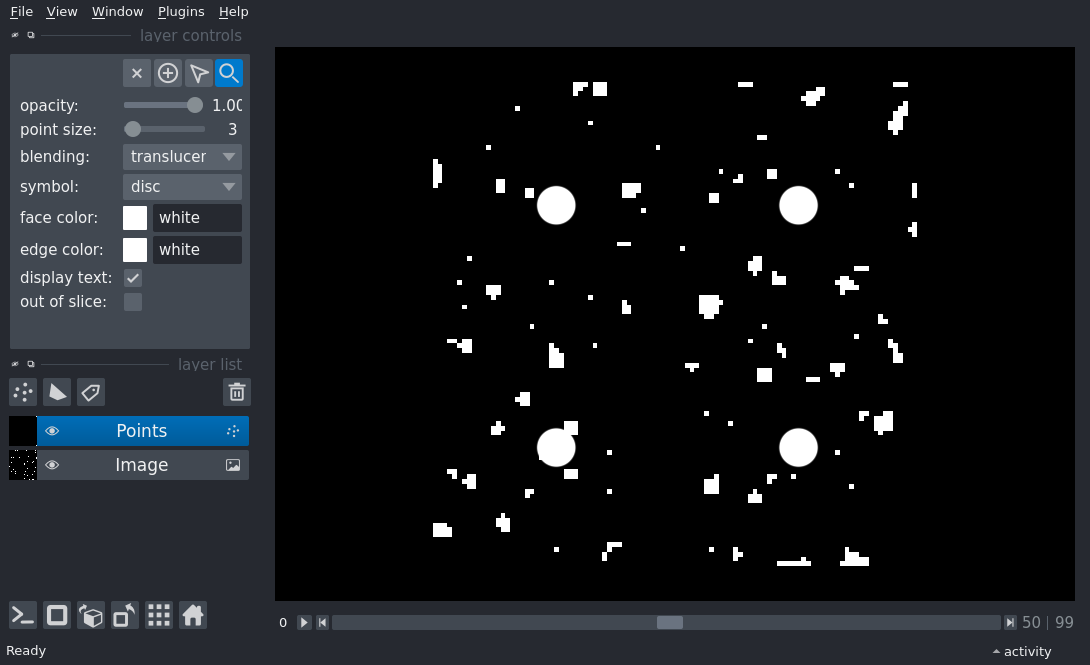 File View Window Plugins Help
layer controls
opacity: 1.00
point size: 3
blending: translucer
symbol: disc
face color: white
edge color: white
display text:
out of slice:
layer list
Points
Image
0 50 | 99
Ready activity